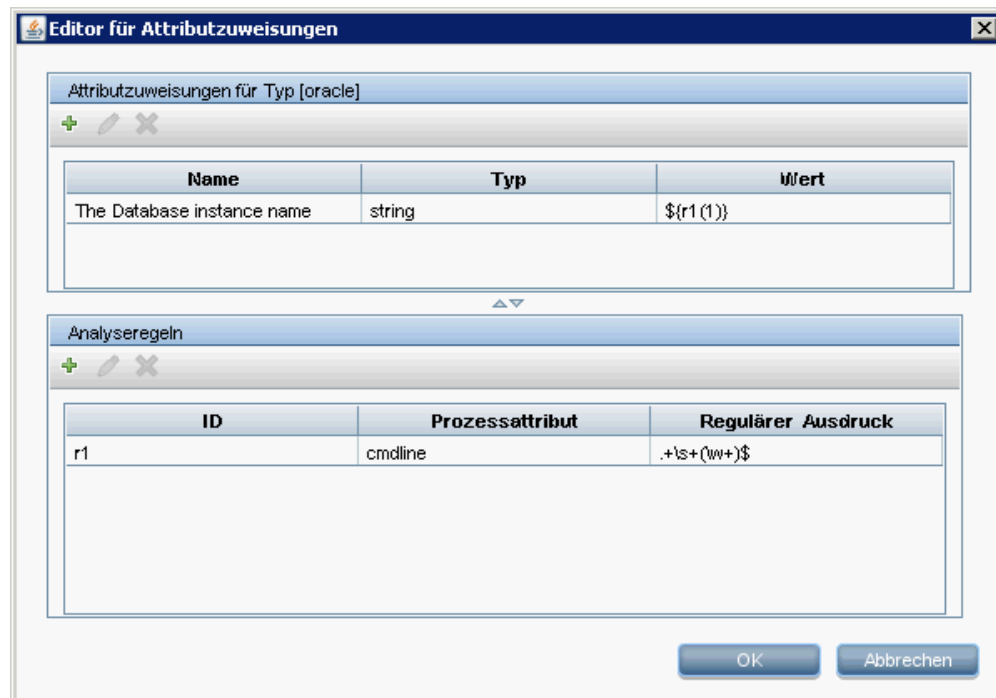 Editor für Attributzuweisungen
Attributzuweisungen für Typ [oracle]
Name Typ Wert
The Database instance name string ${r1(1)}
Analyseregeln
ID Prozessattribut Regulärer Ausdruck
r1 cmdline .+\s+(\w+)$
OK Abbrechen